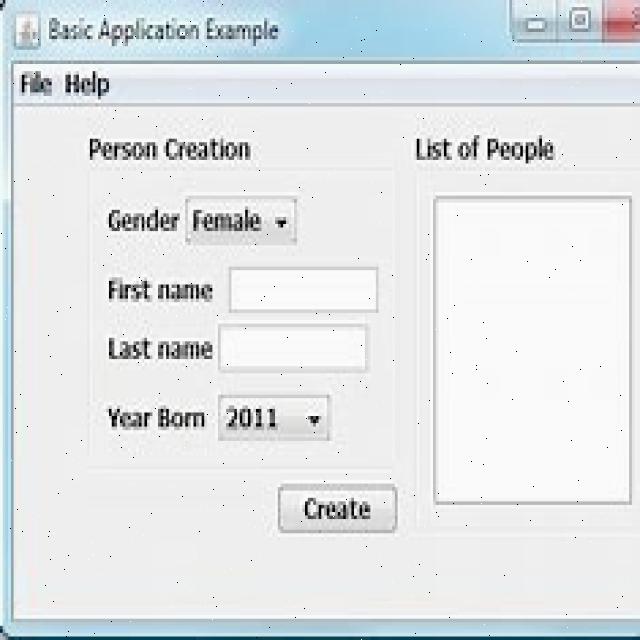 Basic Application Example
File Help
Person Creation
List of People
Gender Female
First name
Last name
Year Born 2011
Create